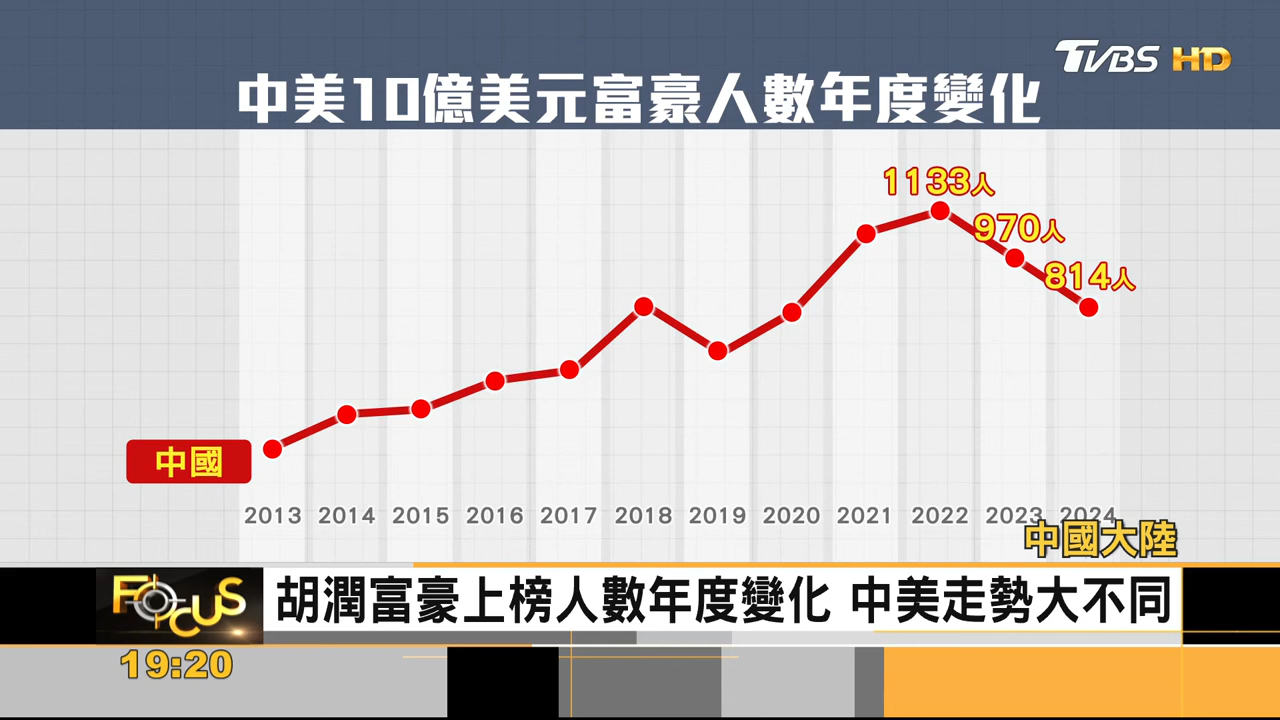 TVBS HD
中美10億美元富豪人數年度變化
1133人
970人
814人
中國
2013 2014 2015 2016 2017 2018 2019 2020 2021 2022 2023 2024
中國大陸
FOCUS
胡潤富豪上榜人數年度變化 中美走勢大不同
19:20